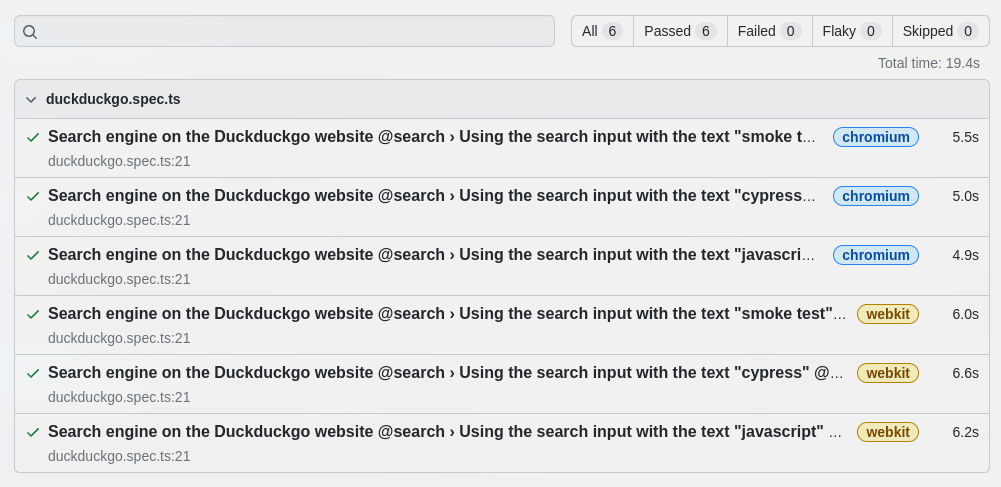 All 6 Passed 6 Failed 0 Flaky 0 Skipped 0
Total time: 19.4s
duckduckgo.spec.ts
Search engine on the Duckduckgo website @search › Using the search input with the text "smoke t... chromium 5.5s
duckduckgo.spec.ts:21
Search engine on the Duckduckgo website @search › Using the search input with the text "cypress... chromium 5.0s
duckduckgo.spec.ts:21
Search engine on the Duckduckgo website @search › Using the search input with the text "javascri... chromium 4.9s
duckduckgo.spec.ts:21
Search engine on the Duckduckgo website @search › Using the search input with the text "smoke test"... webkit 6.0s
duckduckgo.spec.ts:21
Search engine on the Duckduckgo website @search › Using the search input with the text "cypress" @... webkit 6.6s
duckduckgo.spec.ts:21
Search engine on the Duckduckgo website @search › Using the search input with the text "javascript" ... webkit 6.2s
duckduckgo.spec.ts:21